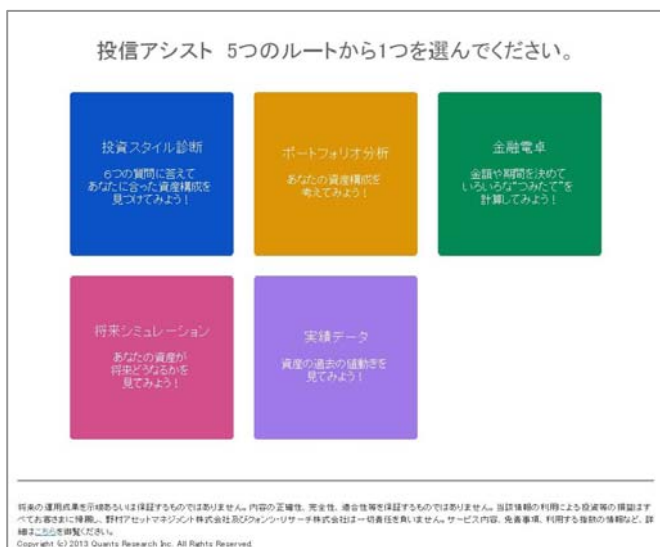 投信アシスト 5つのルートから1つを選んでください。
投資スタイル診断
6つの質問に答えて
あなたに合った資産構成を
見つけてみよう！
ポートフォリオ分析
あなたの資産構成を
考えてみよう！
金融電卓
金額や期間を決めて
いろいろな“つみたて”を
計算してみよう！
将来シミュレーション
あなたの資産が
将来どうなるかを
見てみよう！
実績データ
資産の過去の値動きを
見てみよう！
将来の運用成果を示唆あるいは保証するものではありません。内容の正確性、完全性、適合性等を保証するものではありません。当該情報の利用による投資等の損益はす
べてお客さまに帰属し、野村アセットマネジメント株式会社及びクォンツ・リサーチ株式会社は一切責任を負いません。サービス内容、免責事項、利用する指数の情報など、詳
細はこちらを御覧ください。
Copyright (c) 2013 Quants Research Inc. All Rights Reserved.